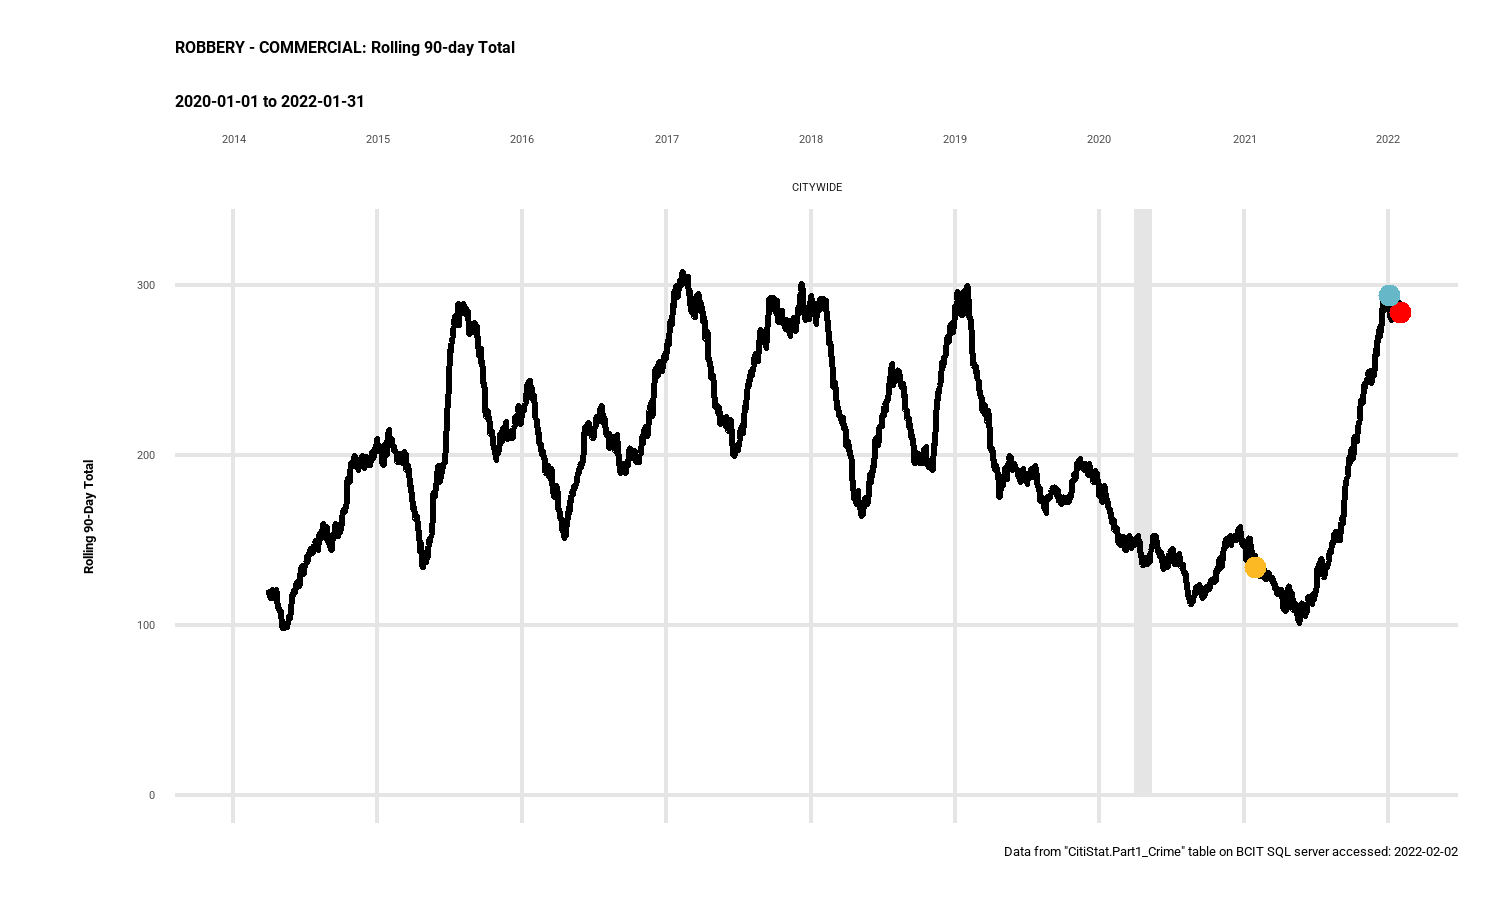 ROBBERY - COMMERCIAL: Rolling 90-day Total
2020-01-01 to 2022-01-31
2014 2015 2016 2017 2018 2019 2020 2021 2022
CITYWIDE
300
200
100
0
Rolling 90-Day Total
Data from "CitiStat.Part1_Crime" table on BCIT SQL server accessed: 2022-02-02